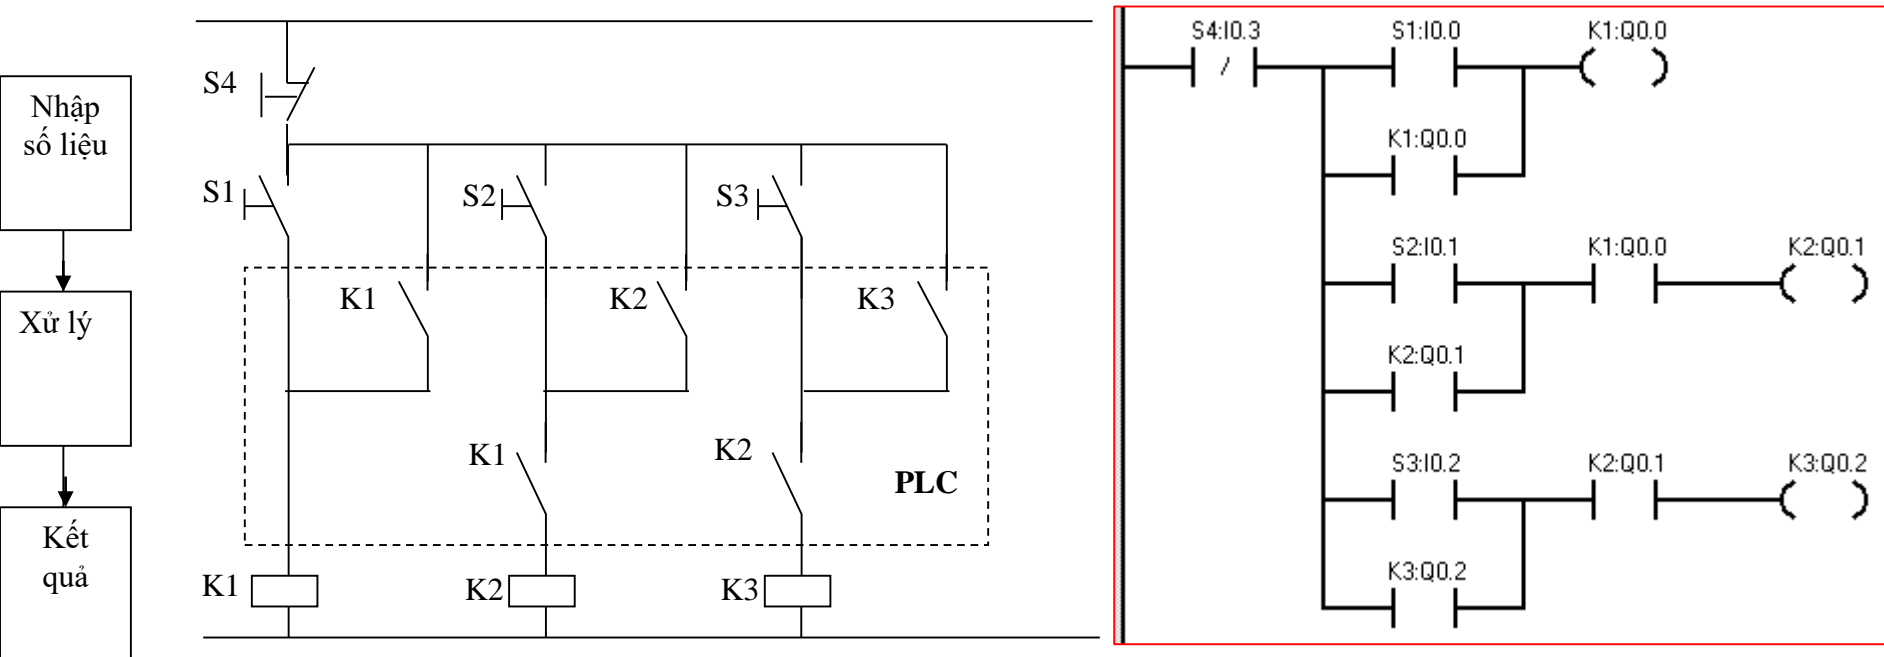 Nhập
số liệu
Xử lý
Kết
quả
S4
S1
S2
S3
K1
K2
K3
K1
K2
PLC
K1
K2
K3
S4:I0.3
S1:I0.0
K1:Q0.0
K1:Q0.0
S2:I0.1
K1:Q0.0
K2:Q0.1
K2:Q0.1
S3:I0.2
K2:Q0.1
K3:Q0.2
K3:Q0.2